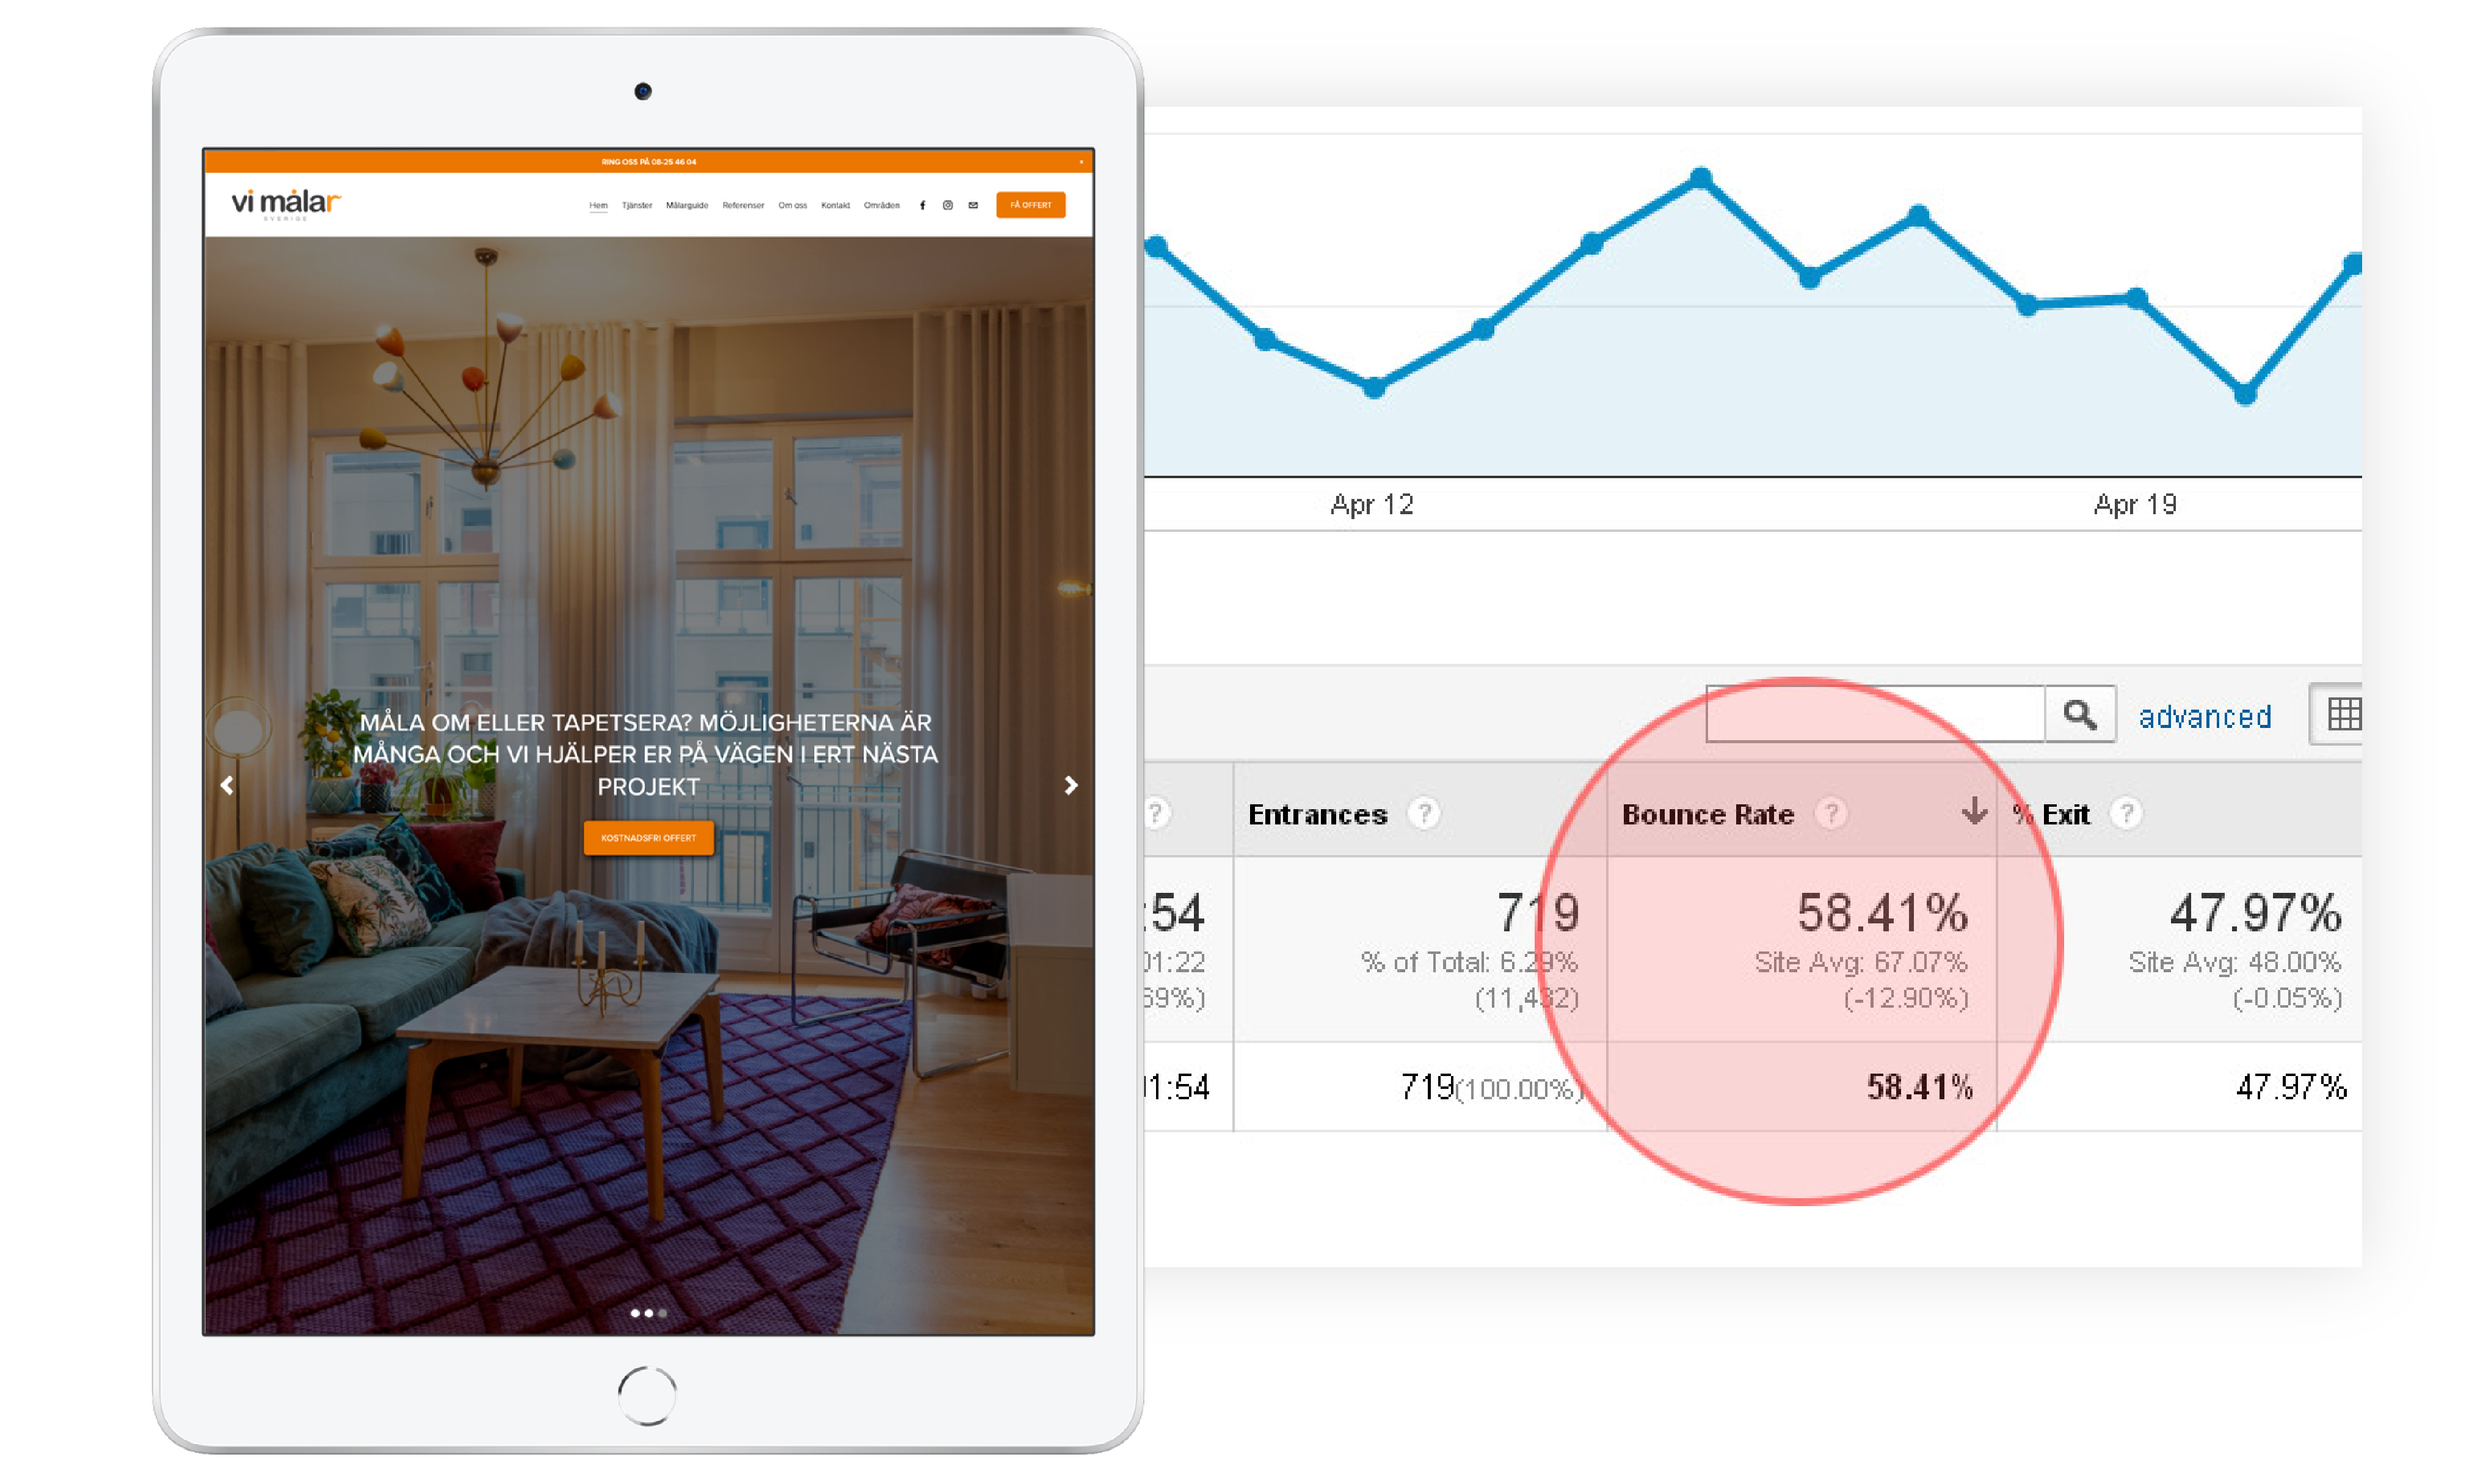 RING OSS PÅ 08-25 46 04
vi målar
SVERIGE
Hem Tjänster Målarguide Referenser Om oss Kontakt Områden FÅ OFFERT
MÅLA OM ELLER TAPETSERA? MÖJLIGHETERNA ÄR
MÅNGA OCH VI HJÄLPER ER PÅ VÄGEN I ERT NÄSTA
PROJEKT
KOSTNADSFRI OFFERT
Apr 12 Apr 19
advanced
? Entrances ? Bounce Rate ? % Exit ?
:54 719 58.41% 47.97%
01:22 % of Total: 6.29% Site Avg: 67.07% Site Avg: 48.00%
69%) (11,432) (-12.90%) (-0.05%)
1:54 719(100.00%) 58.41% 47.97%